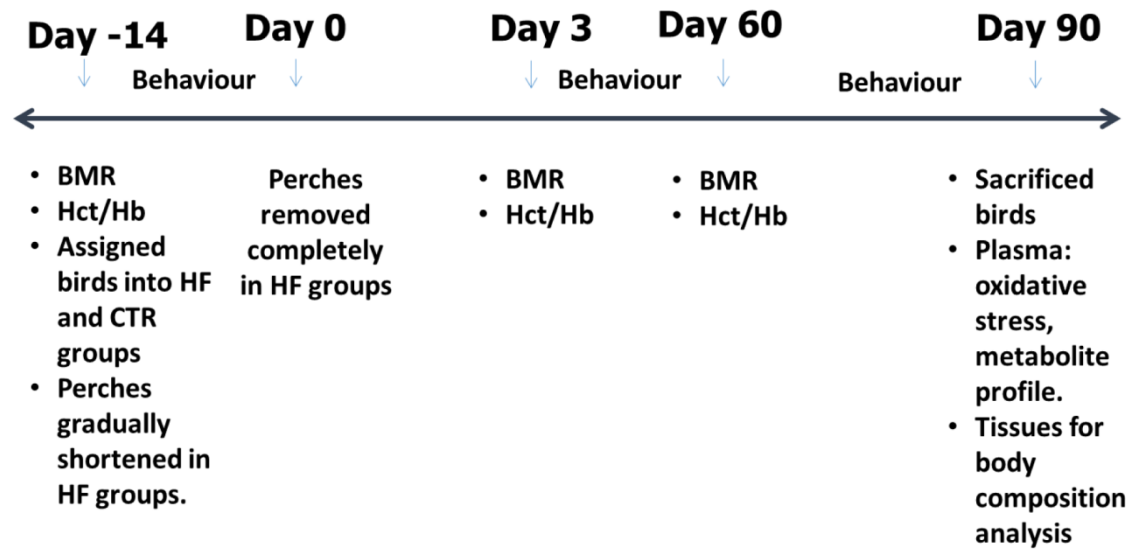 Day -14
Day 0
Day 3
Day 60
Day 90
Behaviour
Behaviour
Behaviour
• BMR
• Hct/Hb
• Assigned
birds into HF
and CTR
groups
• Perches
gradually
shortened in
HF groups.
Perches
removed
completely
in HF groups
• BMR
• Hct/Hb
• BMR
• Hct/Hb
• Sacrificed
birds
• Plasma:
oxidative
stress,
metabolite
profile.
• Tissues for
body
composition
analysis